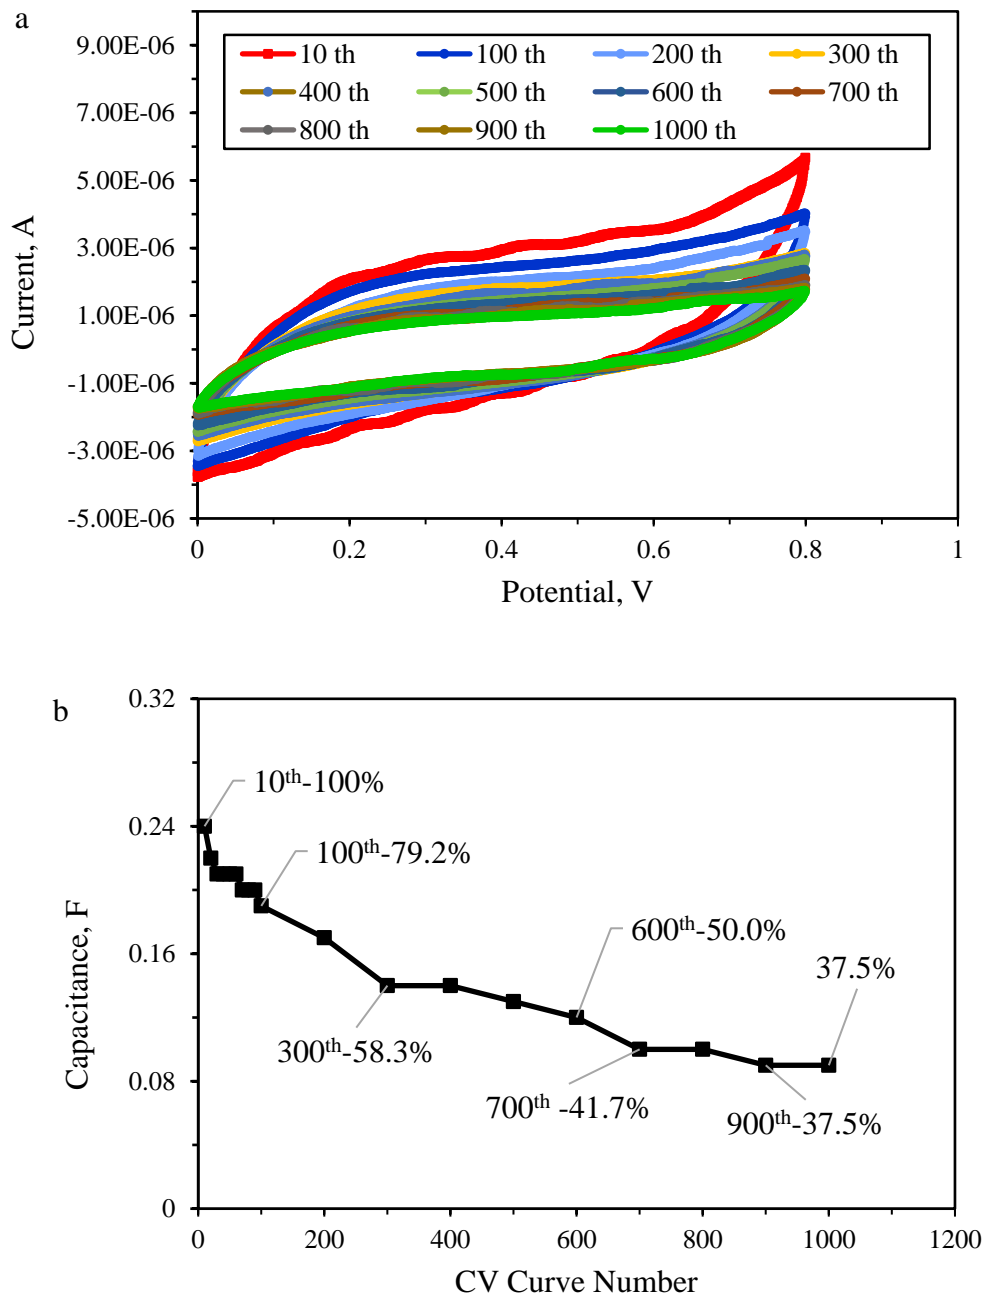 a
9.00E-06
7.00E-06
5.00E-06
3.00E-06
1.00E-06
-1.00E-06
-3.00E-06
-5.00E-06
Current, A
10 th 100 th 200 th 300 th
400 th 500 th 600 th 700 th
800 th 900 th 1000 th
0 0.2 0.4 0.6 0.8 1
Potential, V
b
0.32
0.24
0.16
0.08
0
Capacitance, F
10th-100%
100th-79.2%
600th-50.0%
37.5%
300th-58.3%
700th -41.7%
900th-37.5%
0 200 400 600 800 1000 1200
CV Curve Number